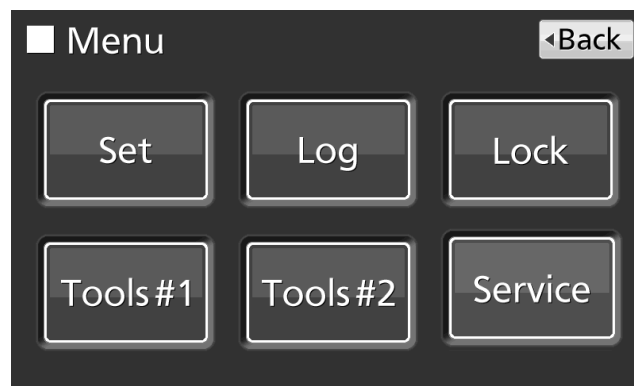 Menu
◂Back
Set
Log
Lock
Tools #1
Tools #2
Service